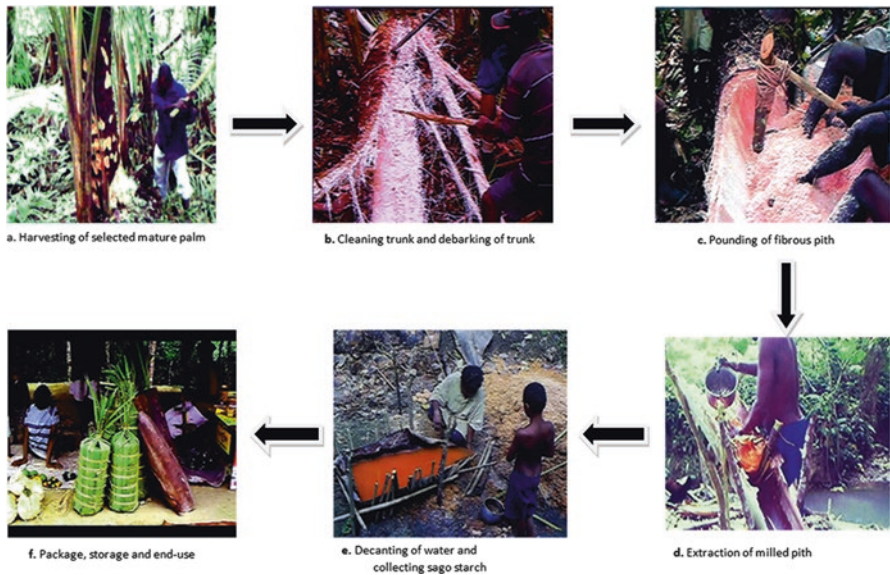 a. Harvesting of selected mature palm
b. Cleaning trunk and debarking of trunk
c. Pounding of fibrous pith
d. Extraction of milled pith
e. Decanting of water and
collecting sago starch
f. Package, storage and end-use